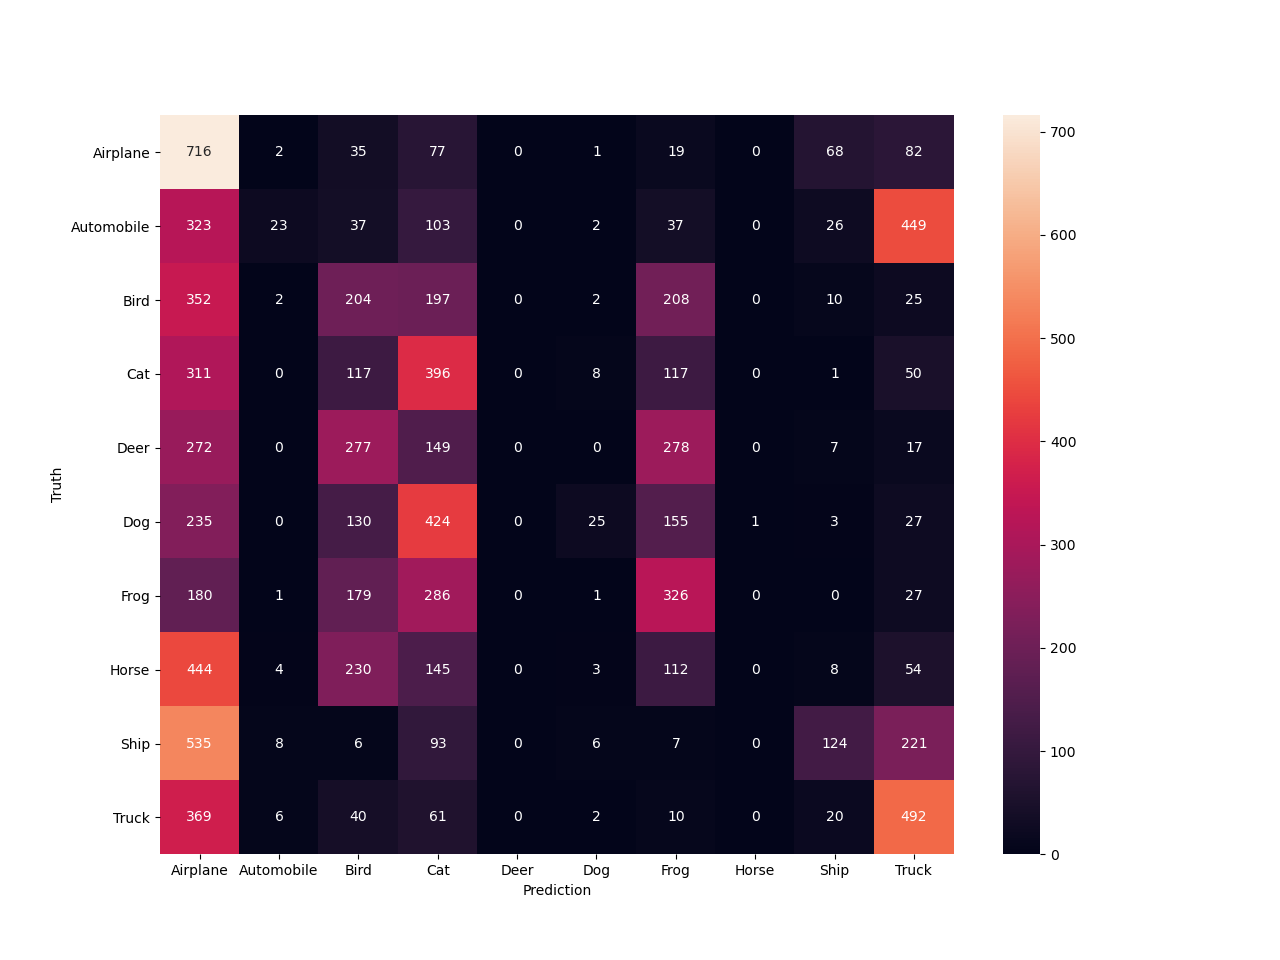 Airplane 716 2 35 77 0 1 19 0 68 82
Automobile 323 23 37 103 0 2 37 0 26 449
Bird 352 2 204 197 0 2 208 0 10 25
Cat 311 0 117 396 0 8 117 0 1 50
Deer 272 0 277 149 0 0 278 0 7 17
Dog 235 0 130 424 0 25 155 1 3 27
Frog 180 1 179 286 0 1 326 0 0 27
Horse 444 4 230 145 0 3 112 0 8 54
Ship 535 8 6 93 0 6 7 0 124 221
Truck 369 6 40 61 0 2 10 0 20 492
Airplane Automobile Bird Cat Deer Dog Frog Horse Ship Truck
Prediction
Truth
700
600
500
400
300
200
100
0